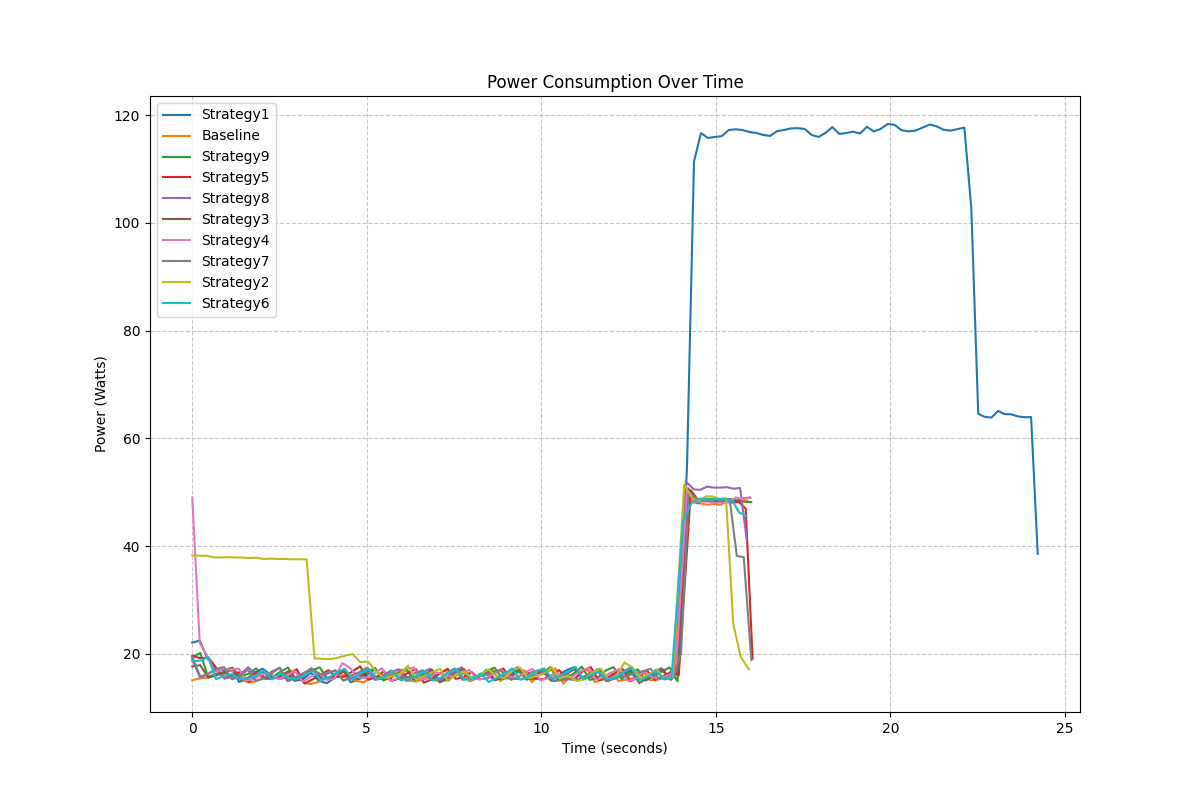 Power Consumption Over Time
120
100
80
60
40
20
Power (Watts)
Strategy1
Baseline
Strategy9
Strategy5
Strategy8
Strategy3
Strategy4
Strategy7
Strategy2
Strategy6
0
5
10
15
20
25
Time (seconds)